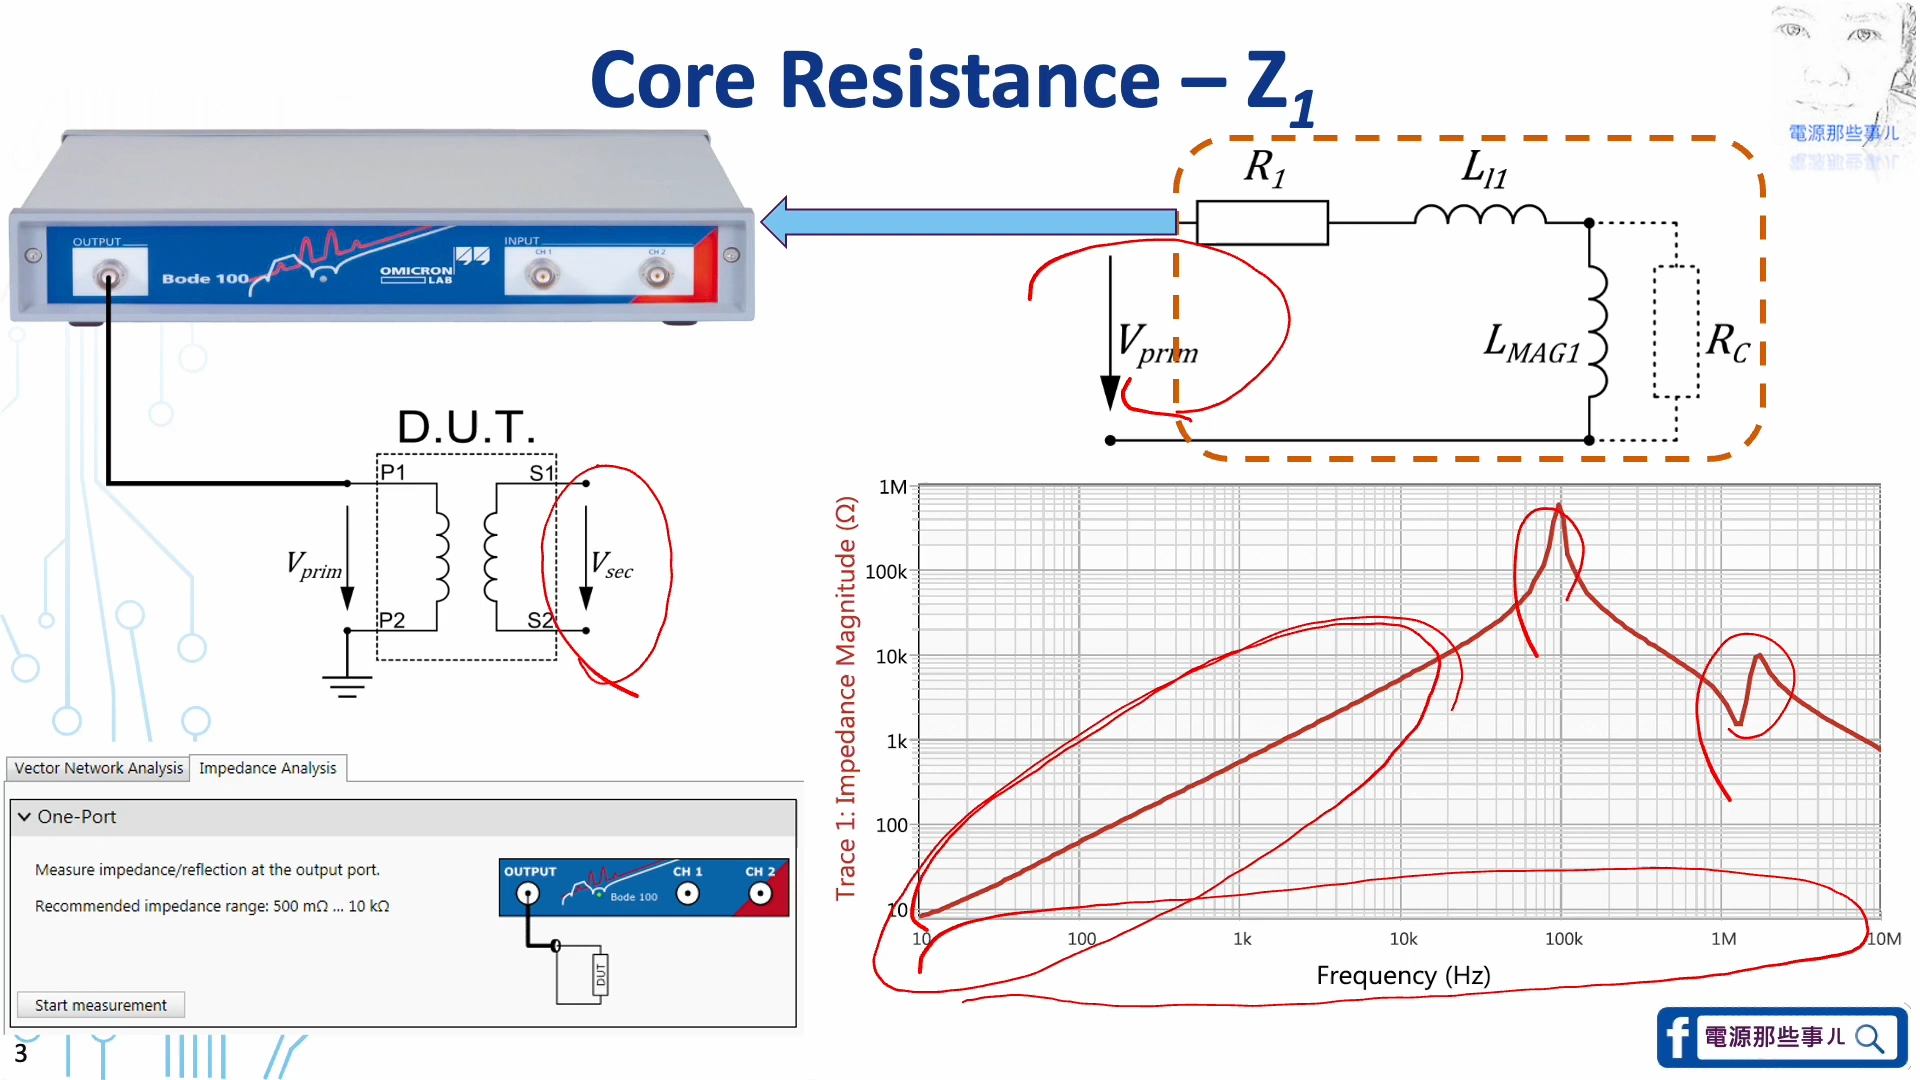 Core Resistance – Z1
電源那些事儿
OUTPUT
Bode 100
OMICRON
LAB
INPUT
CH 1
CH 2
R1
Ll1
Vprim
LMAG1
RC
D.U.T.
P1
S1
Vprim
Vsec
P2
S2
Trace 1: Impedance Magnitude (Ω)
1M
100k
10k
1k
100
10
10 100 1k 10k 100k 1M 10M
Frequency (Hz)
Vector Network Analysis
Impedance Analysis
One-Port
Measure impedance/reflection at the output port.
Recommended impedance range: 500 mΩ ... 10 kΩ
OUTPUT
Bode 100
CH 1
CH 2
DUT
Start measurement
3
f
電源那些事儿